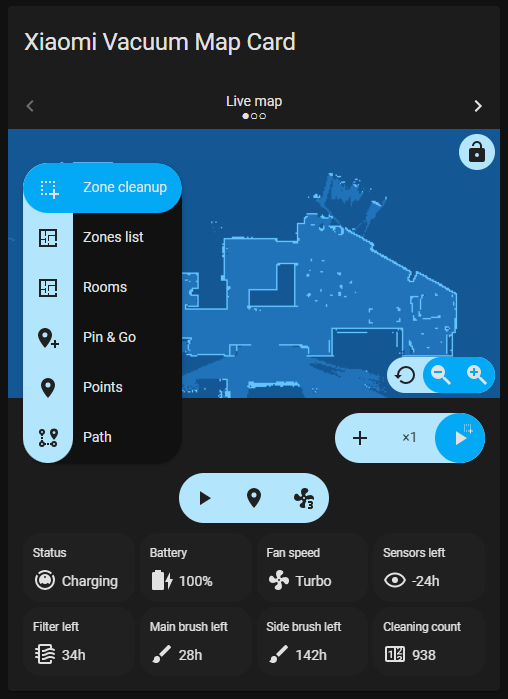 Xiaomi Vacuum Map Card
Live map
Zone cleanup
Zones list
Rooms
Pin & Go
Points
Path
×1
3
Status
Battery
Fan speed
Sensors left
Charging
100%
Turbo
-24h
Filter left
Main brush left
Side brush left
Cleaning count
34h
28h
142h
938